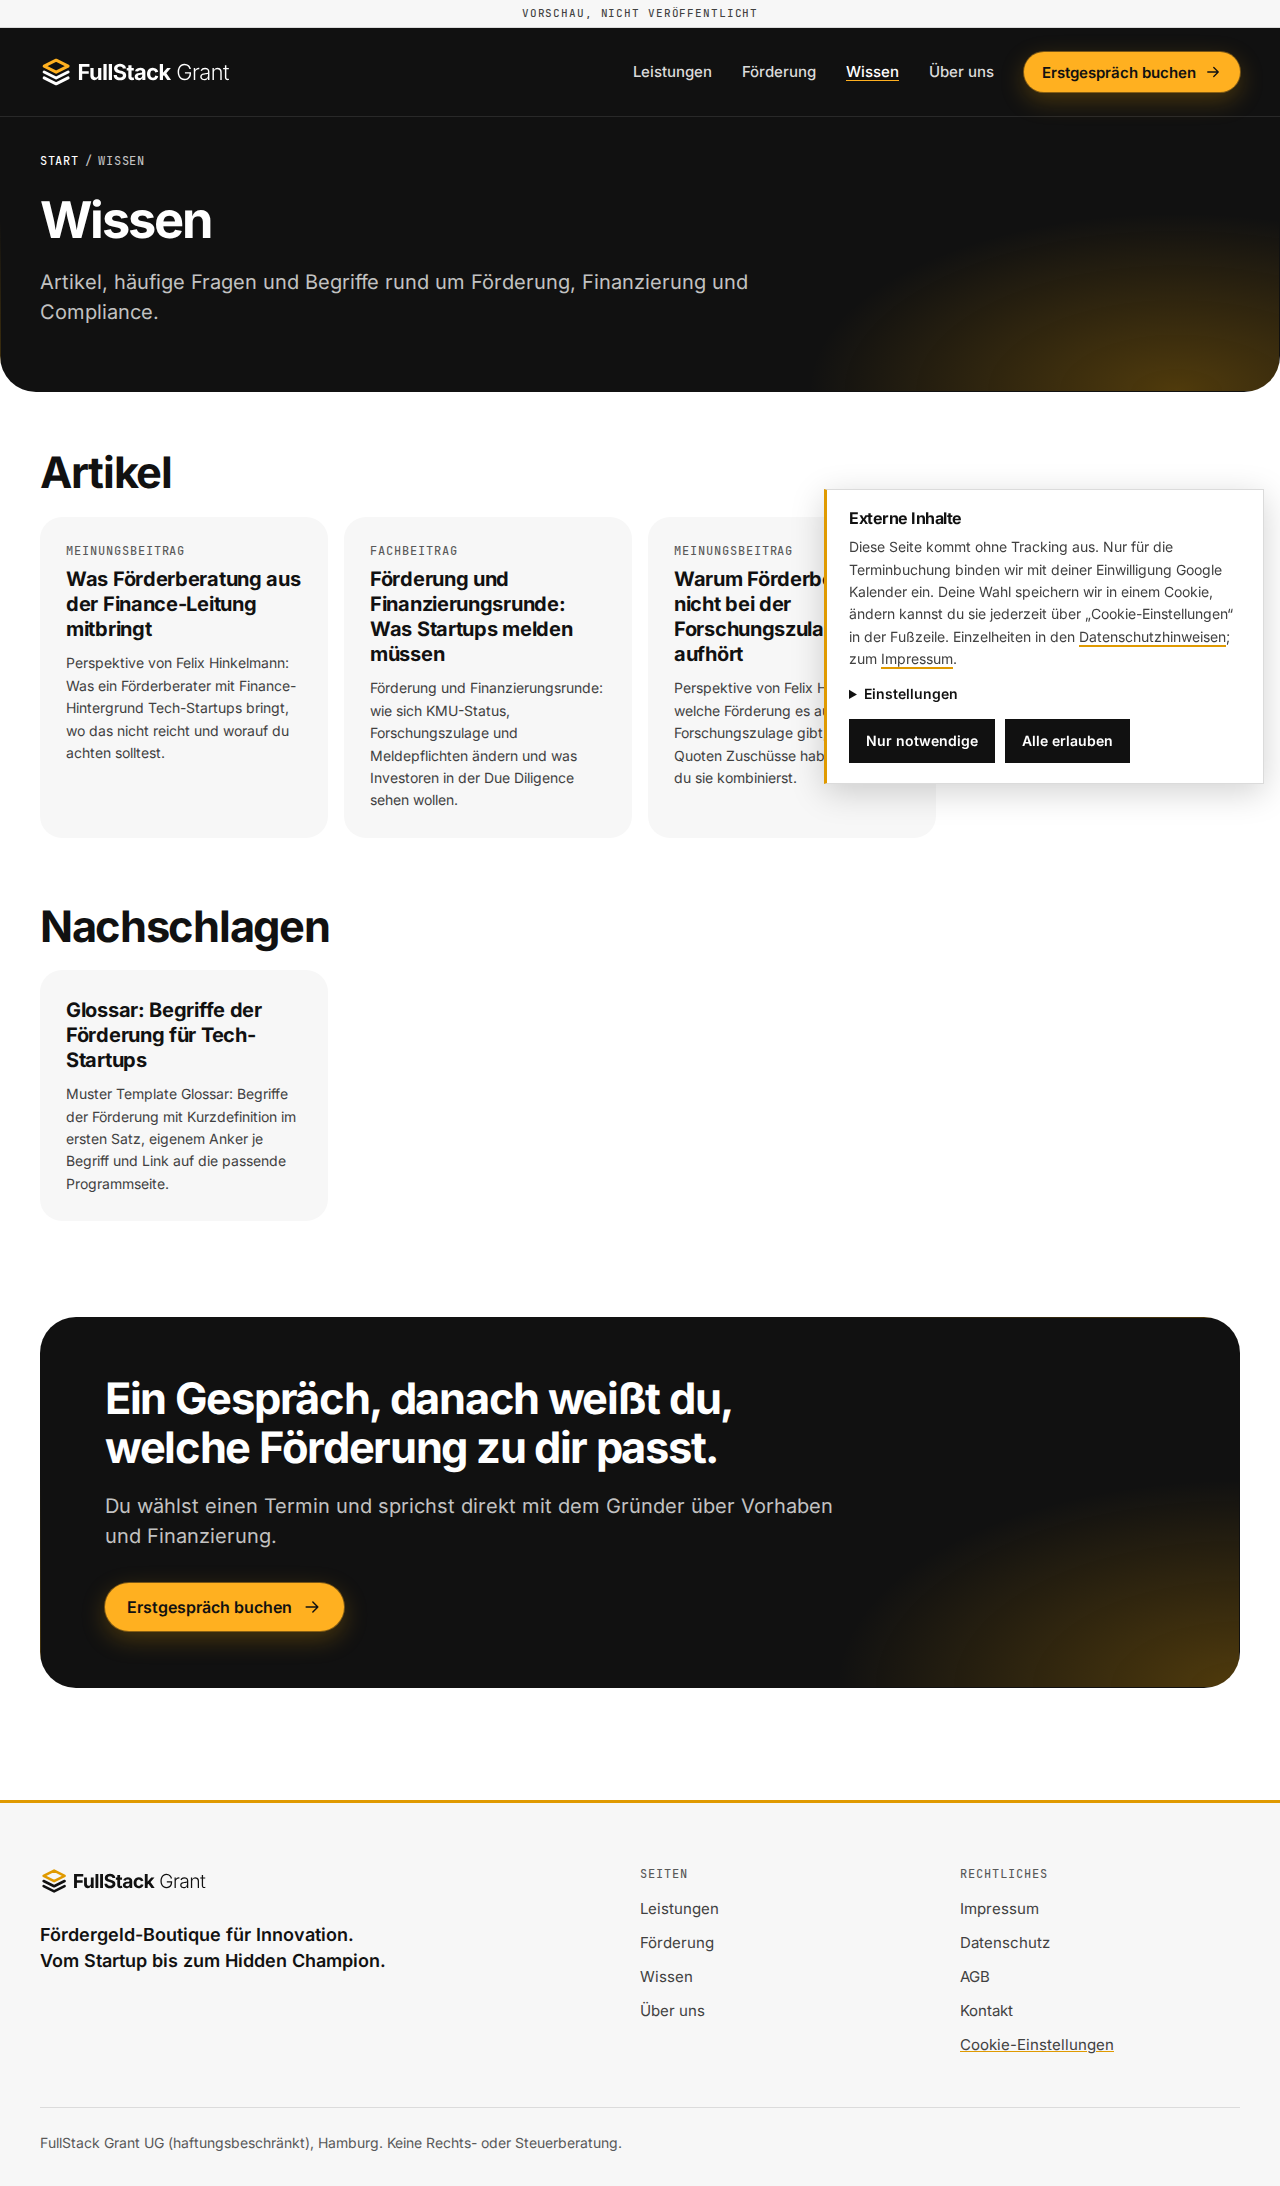 VORSCHAU, NICHT VERÖFFENTLICHT
FullStack Grant
Leistungen
Förderung
Wissen
Über uns
Erstgespräch buchen
START / WISSEN
Wissen
Artikel, häufige Fragen und Begriffe rund um Förderung, Finanzierung und
Compliance.
Artikel
MEINUNGSBEITRAG
Was Förderberatung aus
der Finance-Leitung
mitbringt
Perspektive von Felix Hinkelmann:
Was ein Förderberater mit Finance-
Hintergrund Tech-Startups bringt,
wo das nicht reicht und worauf du
achten solltest.
FACHBEITRAG
Förderung und
Finanzierungsrunde:
Was Startups melden
müssen
Förderung und Finanzierungsrunde:
wie sich KMU-Status,
Forschungszulage und
Meldepflichten ändern und was
Investoren in der Due Diligence
sehen wollen.
MEINUNGSBEITRAG
Warum
nicht bei der
aufhört
Perspektive von Felix
welche Förderung es
Forschungszulage gibt
Quoten Zuschüsse
du sie kombinierst.
Externe Inhalte
Diese Seite kommt ohne Tracking aus. Nur für die
Terminbuchung binden wir mit deiner Einwilligung Google
Kalender ein. Deine Wahl speichern wir in einem Cookie,
ändern kannst du sie jederzeit über „Cookie-Einstellungen“
in der Fußzeile. Einzelheiten in den Datenschutzhinweisen;
zum Impressum.
Einstellungen
Nur notwendige
Alle erlauben
Nachschlagen
Glossar: Begriffe der
Förderung für Tech-
Startups
Muster Template Glossar: Begriffe
der Förderung mit Kurzdefinition im
ersten Satz, eigenem Anker je
Begriff und Link auf die passende
Programmseite.
Ein Gespräch, danach weißt du,
welche Förderung zu dir passt.
Du wählst einen Termin und sprichst direkt mit dem Gründer über Vorhaben
und Finanzierung.
Erstgespräch buchen
FullStack Grant
Fördergeld-Boutique für Innovation.
Vom Startup bis zum Hidden Champion.
SEITEN
Leistungen
Förderung
Wissen
Über uns
RECHTLICHES
Impressum
Datenschutz
AGB
Kontakt
Cookie-Einstellungen
FullStack Grant UG (haftungsbeschränkt), Hamburg. Keine Rechts- oder Steuerberatung.